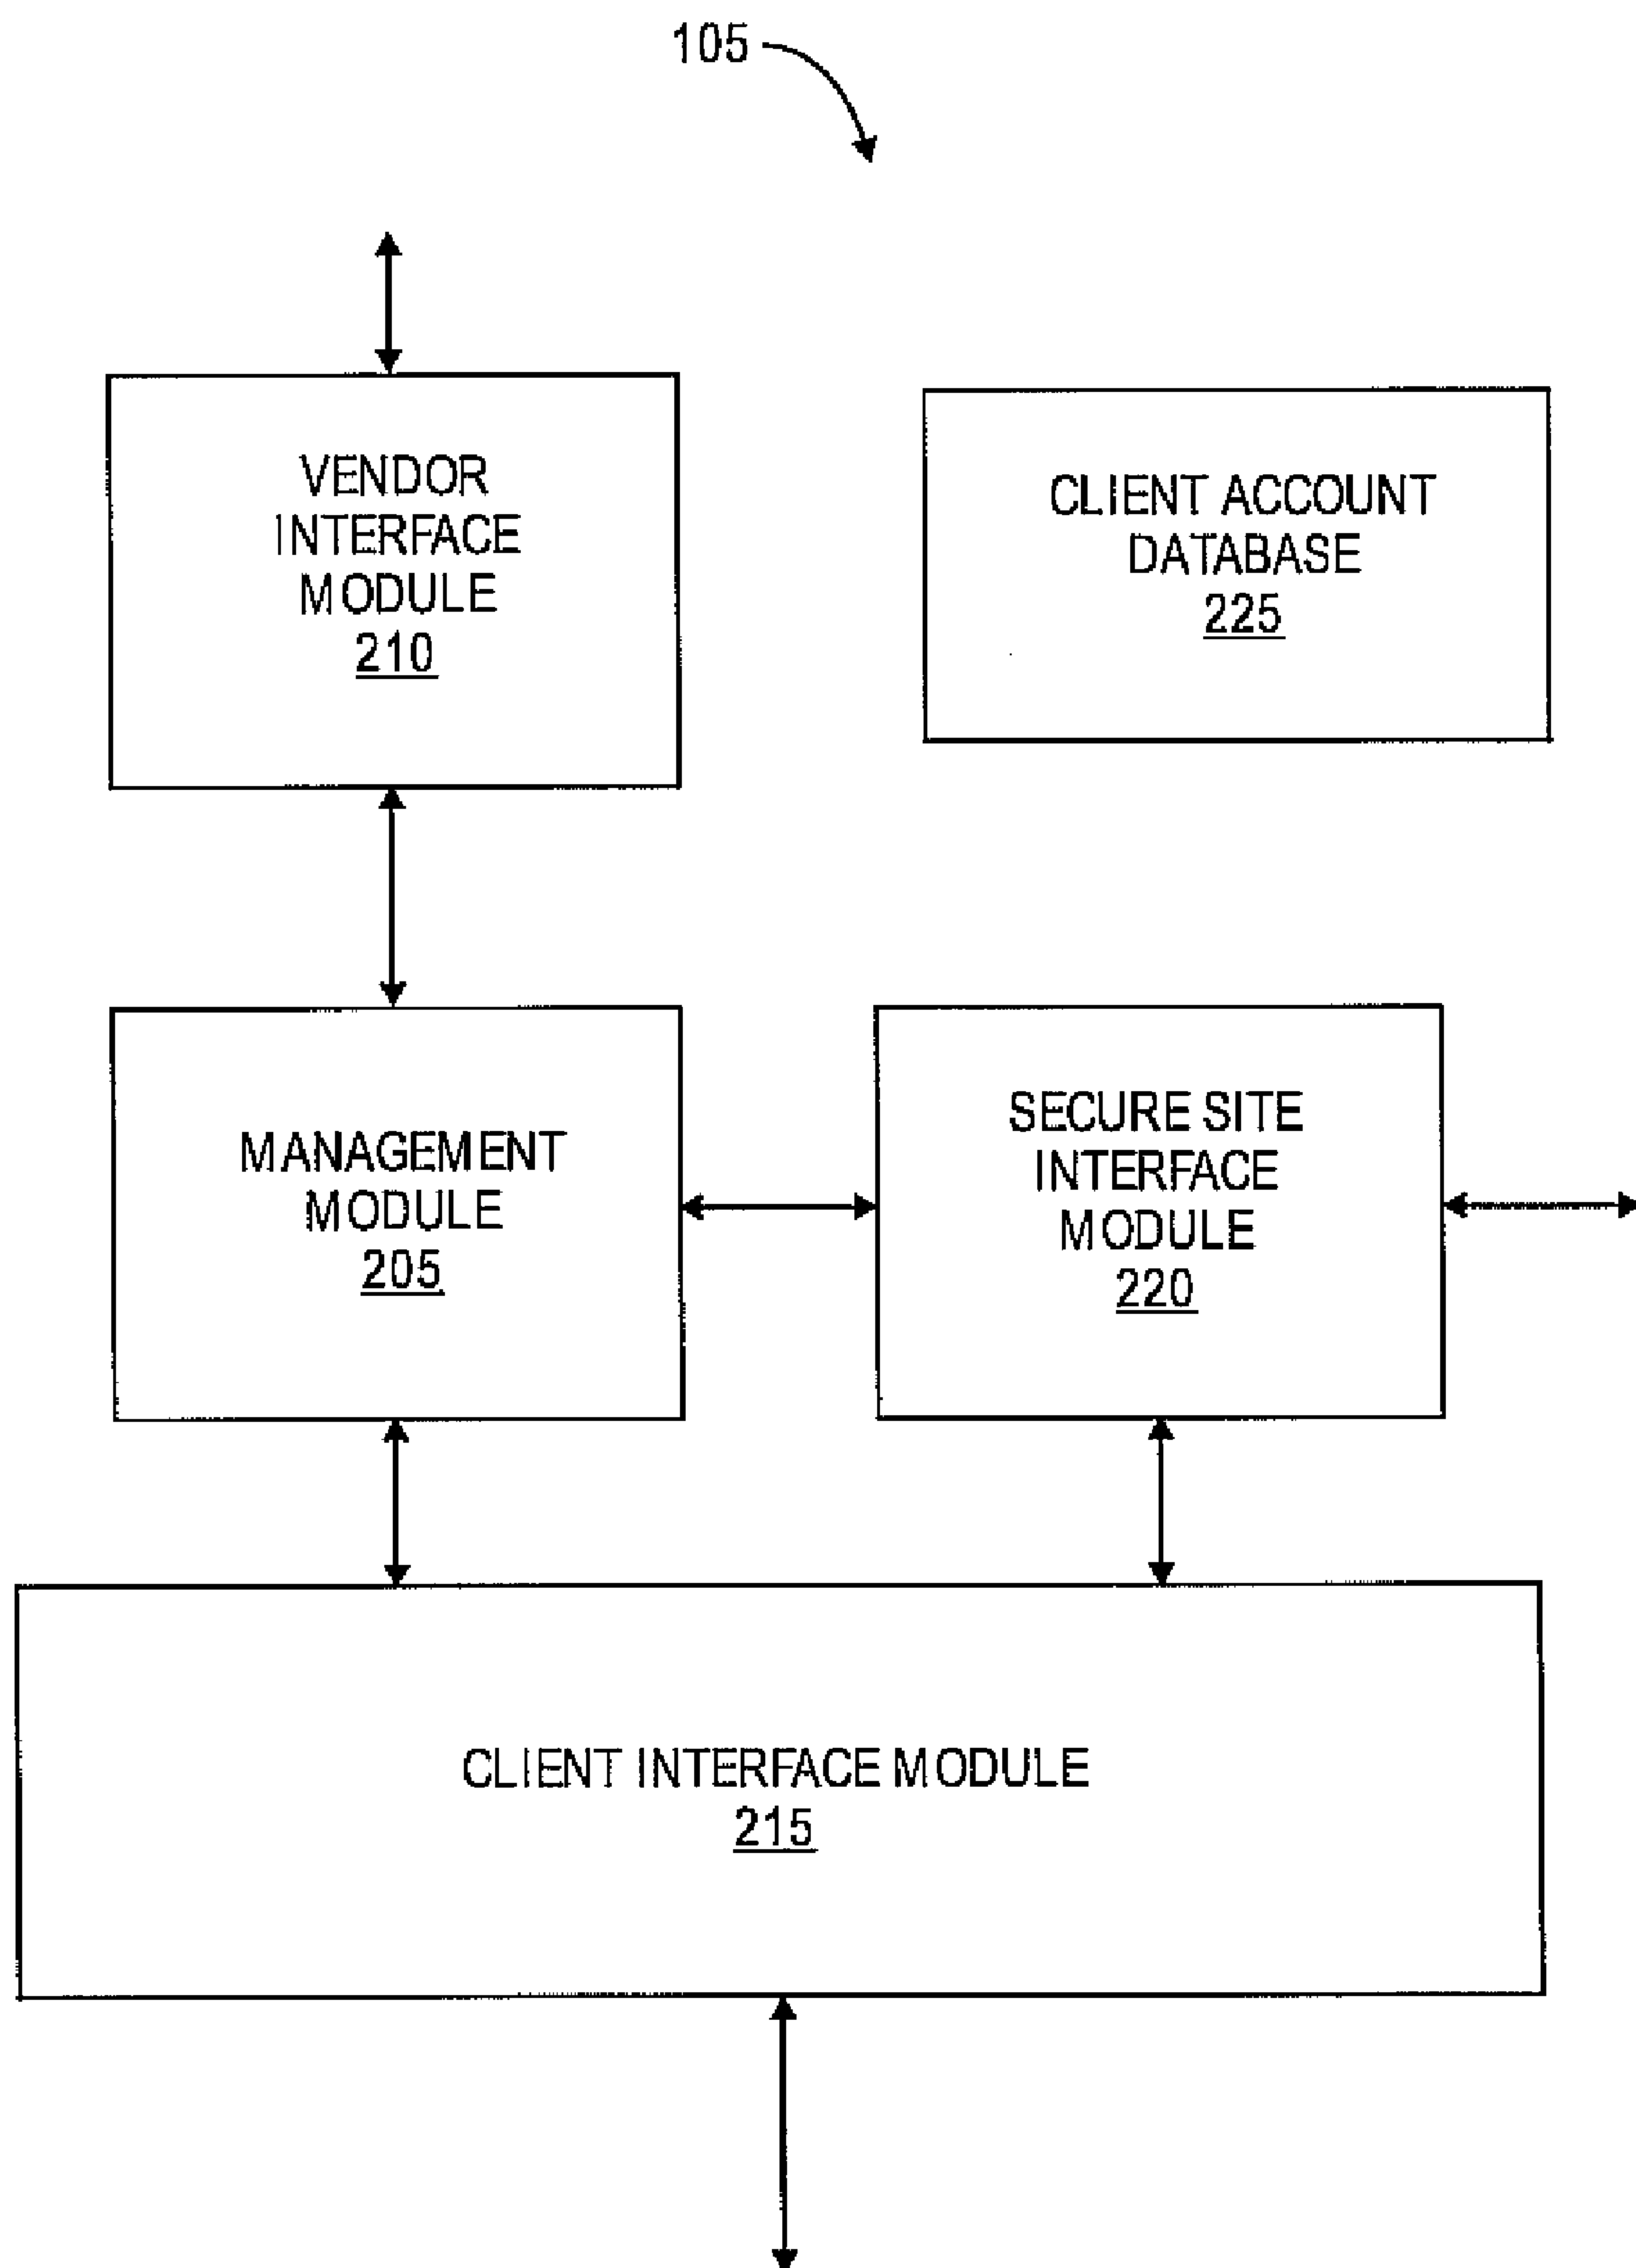 105
VENDOR
INTERFACE
MODULE
210
CLIENT ACCOUNT
DATABASE
225
MANAGEMENT
MODULE
205
SECURE SITE
INTERFACE
MODULE
220
CLIENT INTERFACE MODULE
215